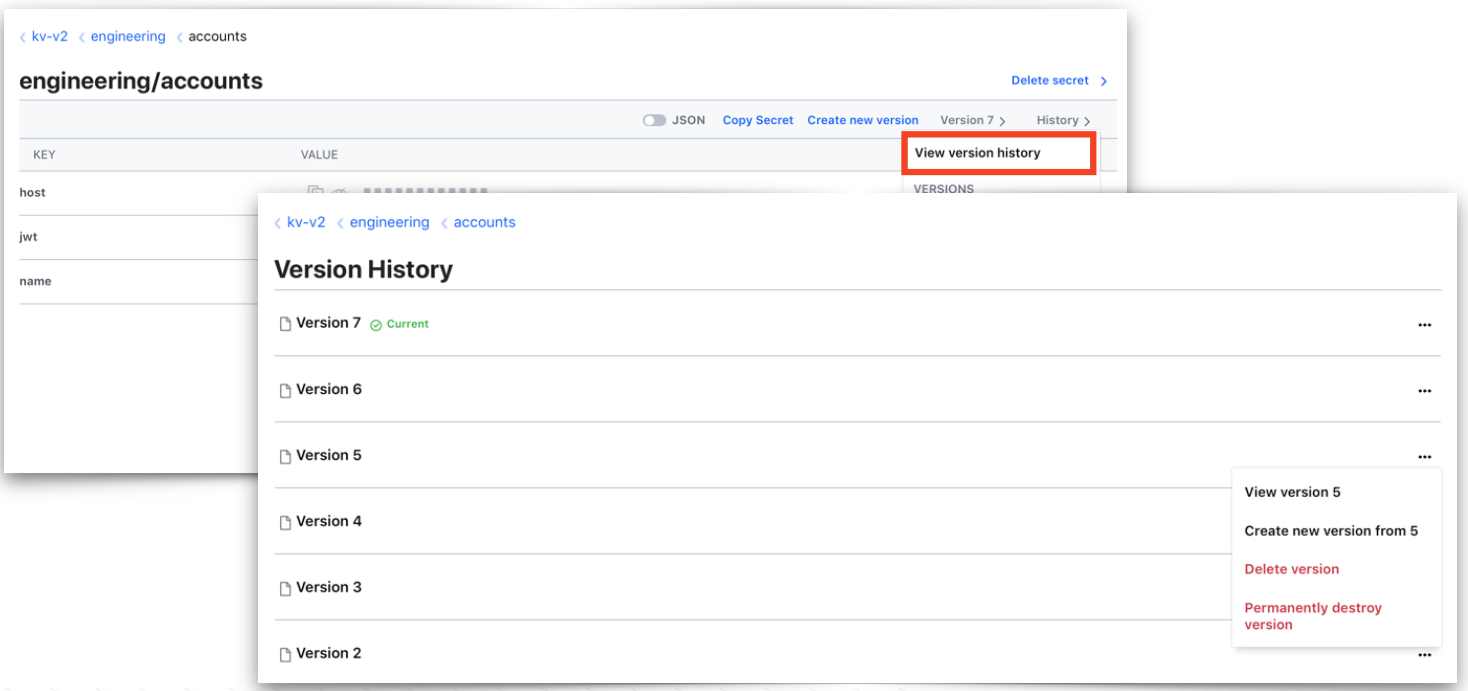 kv-v2 engineering accounts
engineering/accounts
Delete secret
JSON Copy Secret Create new version Version 7 History
View version history
KEY VALUE
VERSIONS
host
jwt
name
kv-v2 engineering accounts
Version History
Version 7 Current
Version 6
Version 5
View version 5
Create new version from 5
Delete version
Permanently destroy
version
Version 4
Version 3
Version 2